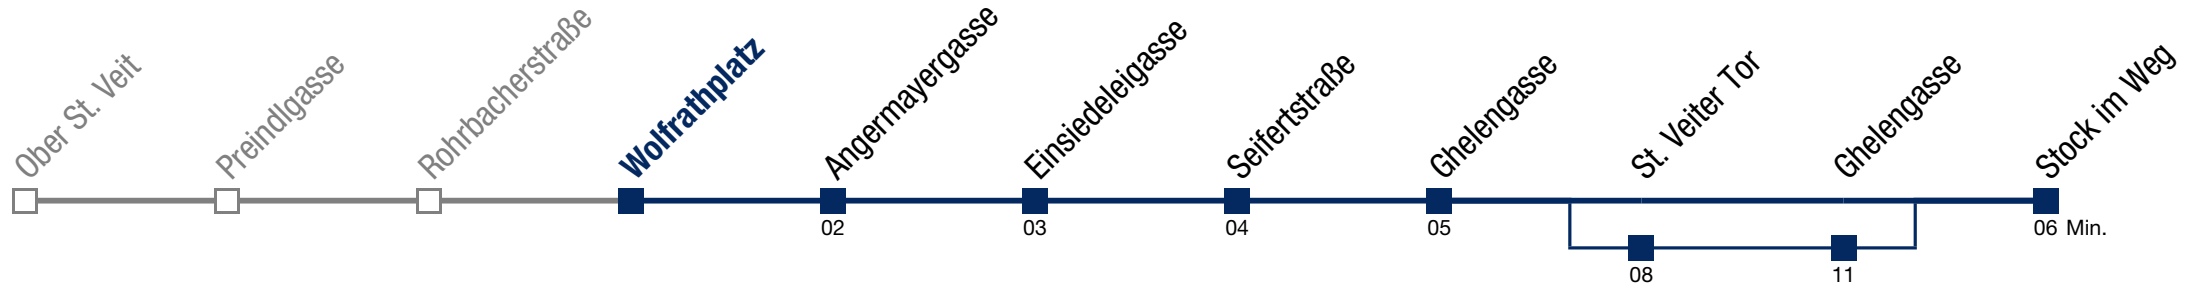 Ober St. Veit
Preindlgasse
Rohrbacherstraße
Wolfrathplatz
Angermayergasse
Einsiedeleigasse
Seifertstraße
Ghelengasse
St. Veiter Tor
Ghelengasse
Stock im Weg
02
03
04
05
06 Min.
08
11